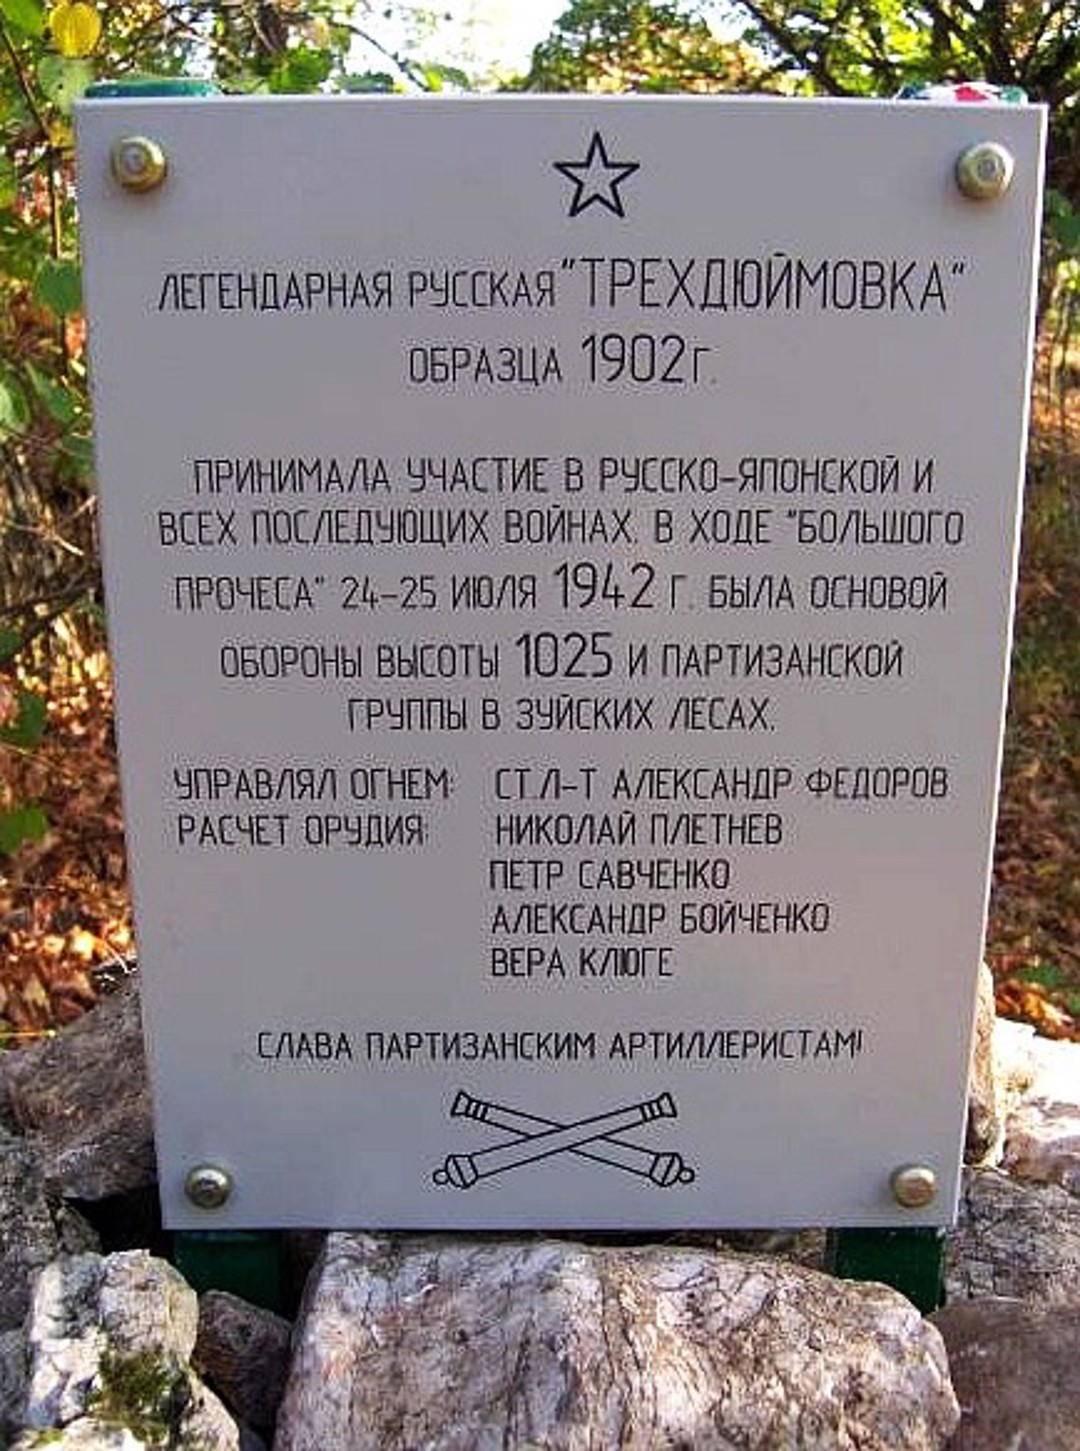 ЛЕГЕНДАРНАЯ РУССКАЯ "ТРЕХДЮЙМОВКА"
ОБРАЗЦА 1902 Г.
ПРИНИМАЛА УЧАСТИЕ В РУССКО-ЯПОНСКОЙ И
ВСЕХ ПОСЛЕДУЮЩИХ ВОЙНАХ. В ХОДЕ "БОЛЬШОГО
ПРОЧЕСА" 24-25 ИЮЛЯ 1942 Г. БЫЛА ОСНОВОЙ
ОБОРОНЫ ВЫСОТЫ 1025 И ПАРТИЗАНСКОЙ
ГРУППЫ В ЗУЙСКИХ ЛЕСАХ.
УПРАВЛЯЛ ОГНЕМ: СТ.Л-Т АЛЕКСАНДР ФЕДОРОВ
РАСЧЕТ ОРУДИЯ: НИКОЛАЙ ПЛЕТНЕВ
ПЕТР САВЧЕНКО
АЛЕКСАНДР БОЙЧЕНКО
ВЕРА КЛЮГЕ
СЛАВА ПАРТИЗАНСКИМ АРТИЛЛЕРИСТАМ!